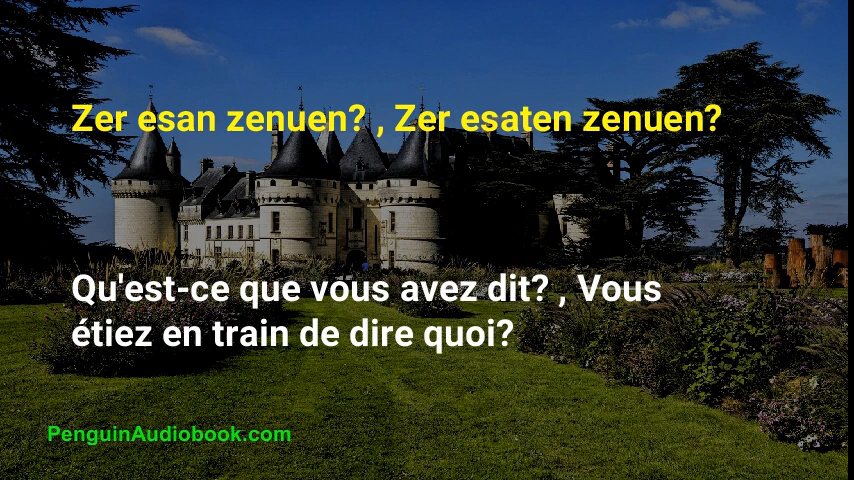 Zer esan zenuen? , Zer esaten zenuen?
Qu'est-ce que vous avez dit? , Vous
étiez en train de dire quoi?
PenguinAudiobook.com